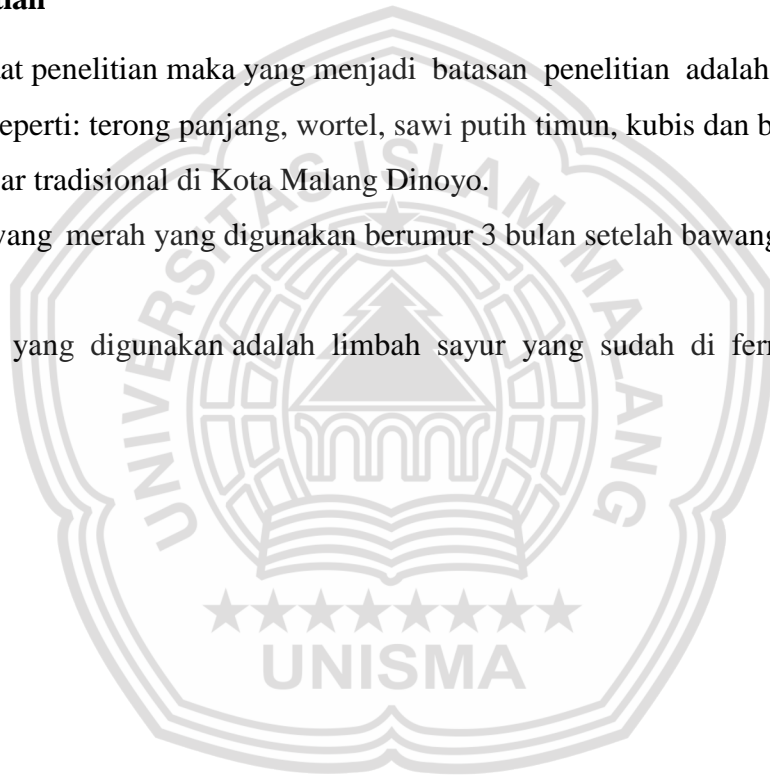 at penelitian maka yang menjadi batasan penelitian adalah
eperti: terong panjang, wortel, sawi putih timun, kubis dan b
ar tradisional di Kota Malang Dinoyo.
yang merah yang digunakan berumur 3 bulan setelah bawang
yang digunakan adalah limbah sayur yang sudah di fer
UNIVERSITAS ISLAM MALANG
UNISMA